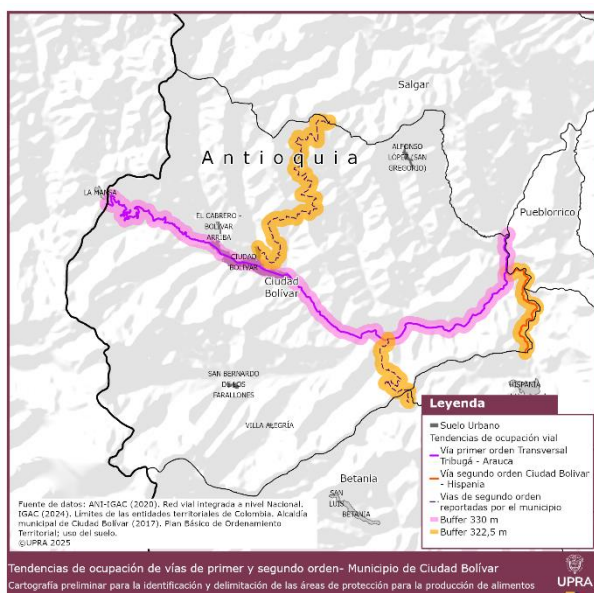 Salgar
Antioquia
ALFONSO
LÓPEZ (SAN
GREGORIO)
LA MANSA
Pueblorrico
EL CABRERO -
BOLÍVAR
ARRIBA
CIUDAD
BOLÍVAR
Ciudad
Bolívar
SAN BERNARDO
DE LOS
FARALLONES
HISPANIA
VILLA ALEGRÍA
Betania
SAN
LUIS
BETANIA
Leyenda
Suelo Urbano
Tendencias de ocupación vial
Vía primer orden Transversal
Tribugá - Arauca
Vía segundo orden Ciudad Bolivar
- Hispania
Vias de segundo orden
reportadas por el municipio
Buffer 330 m
Buffer 322,5 m
Fuente de datos: ANI-IGAC (2020). Red vial integrada a nivel Nacional.
IGAC (2024). Límites de las entidades territoriales de Colombia. Alcaldía
municipal de Ciudad Bolívar (2017). Plan Básico de Ordenamiento
Territorial; uso del suelo.
©UPRA 2025
Tendencias de ocupación de vías de primer y segundo orden- Municipio de Ciudad Bolívar
Cartografía preliminar para la identificación y delimitación de las áreas de protección para la producción de alimentos
UPRA